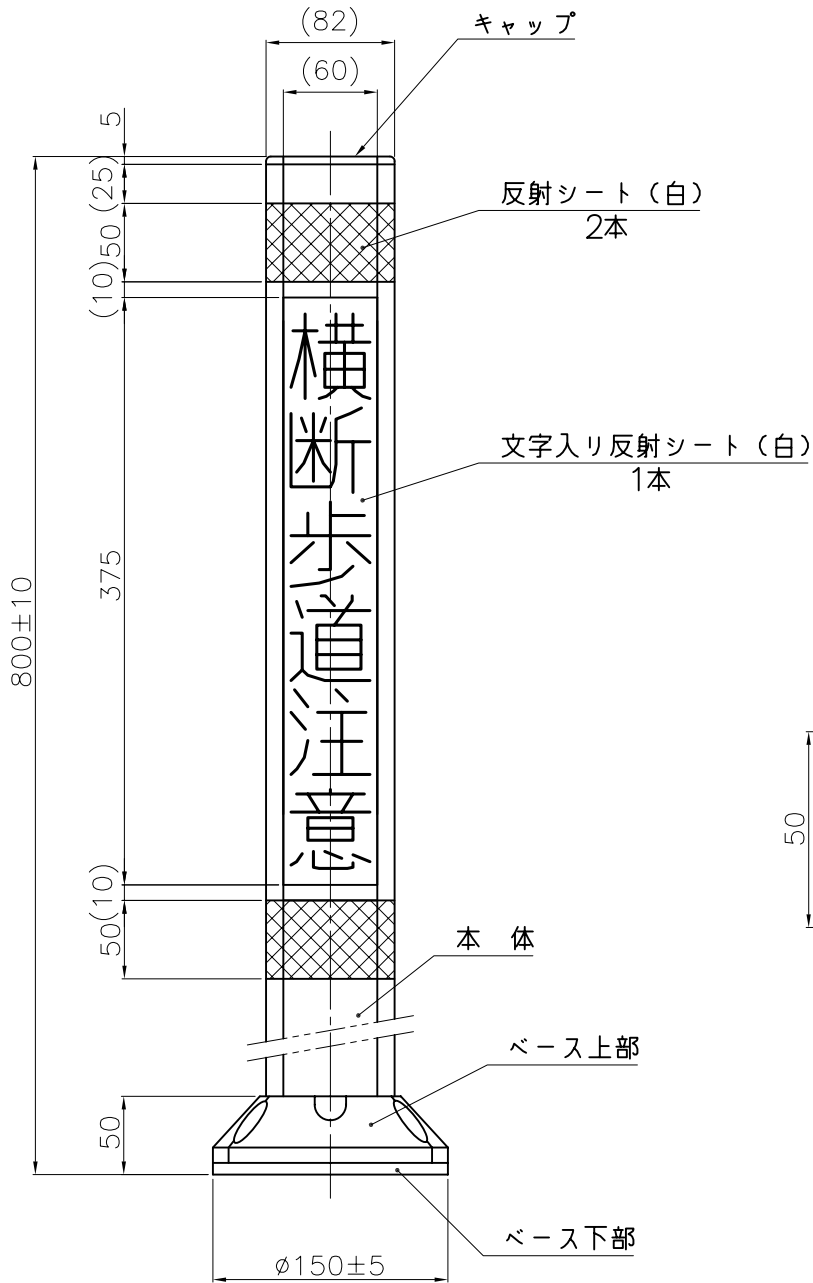 (82)
キャップ
(60)
5
(25)
反射シート（白）
2本
50
(10)
横断歩道注意
文字入り反射シート（白）
1本
375
800±10
50
(10)
50
本　体
ベース上部
50
ベース下部
φ150±5